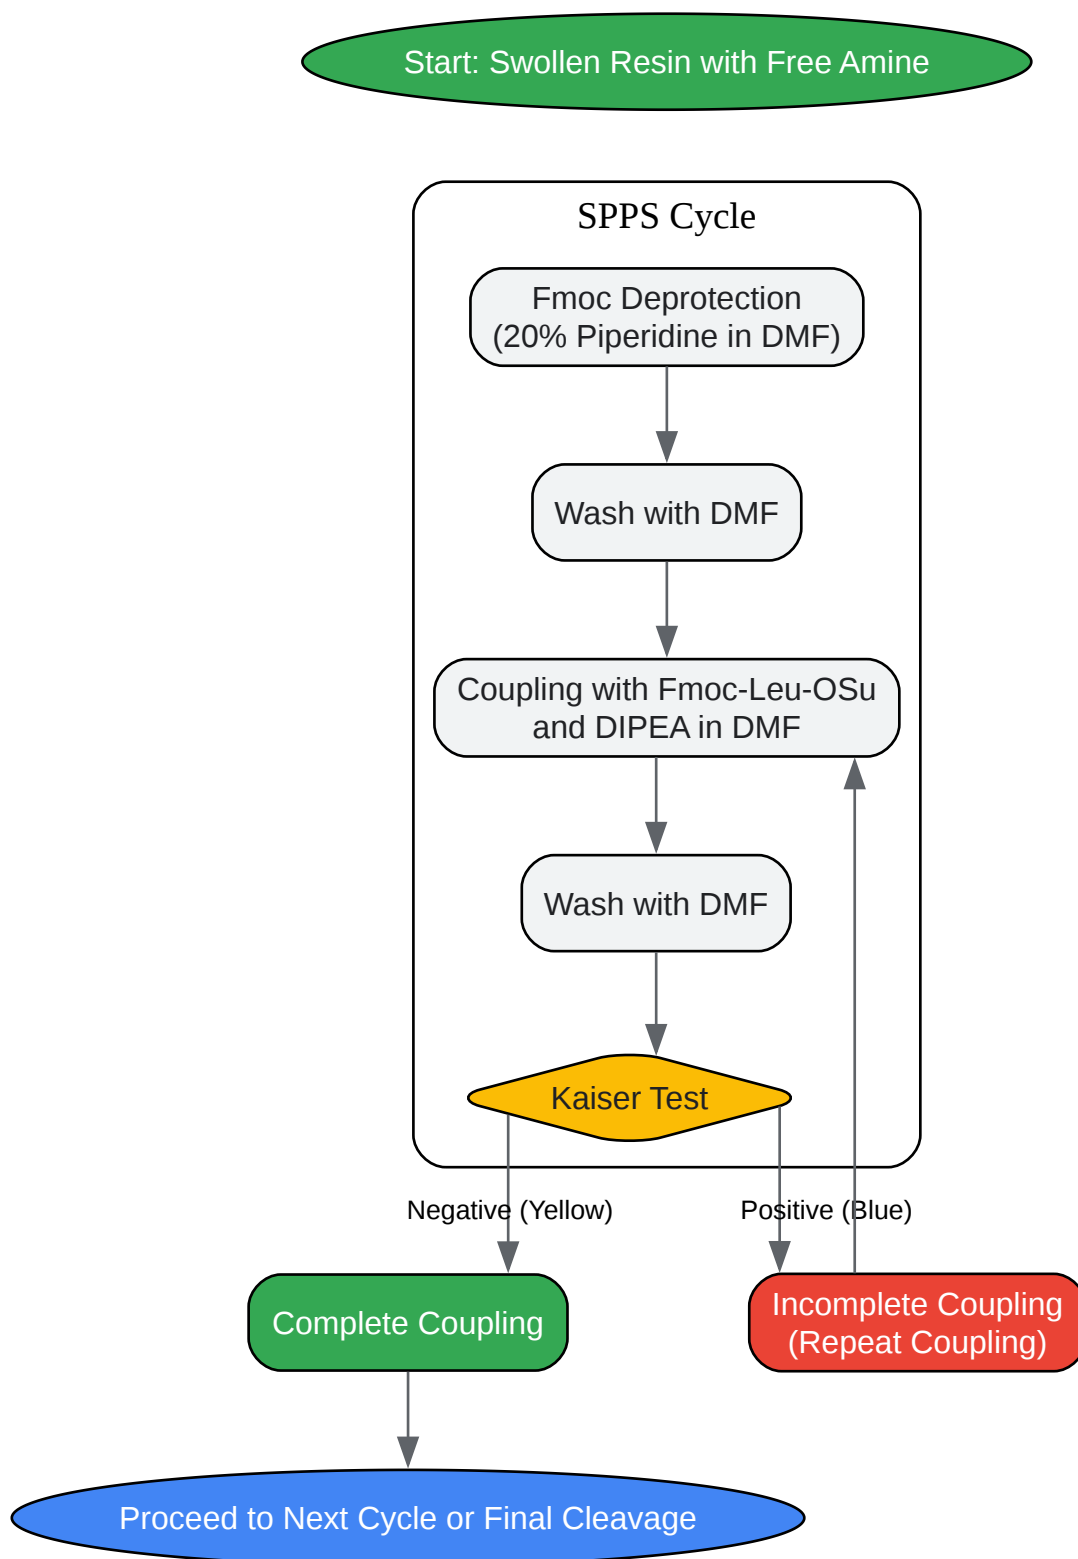 Start: Swollen Resin with Free Amine
SPPS Cycle
Fmoc Deprotection
(20% Piperidine in DMF)
Wash with DMF
Coupling with Fmoc-Leu-OSu
and DIPEA in DMF
Wash with DMF
Kaiser Test
Negative (Yellow)
Positive (Blue)
Complete Coupling
Incomplete Coupling
(Repeat Coupling)
Proceed to Next Cycle or Final Cleavage